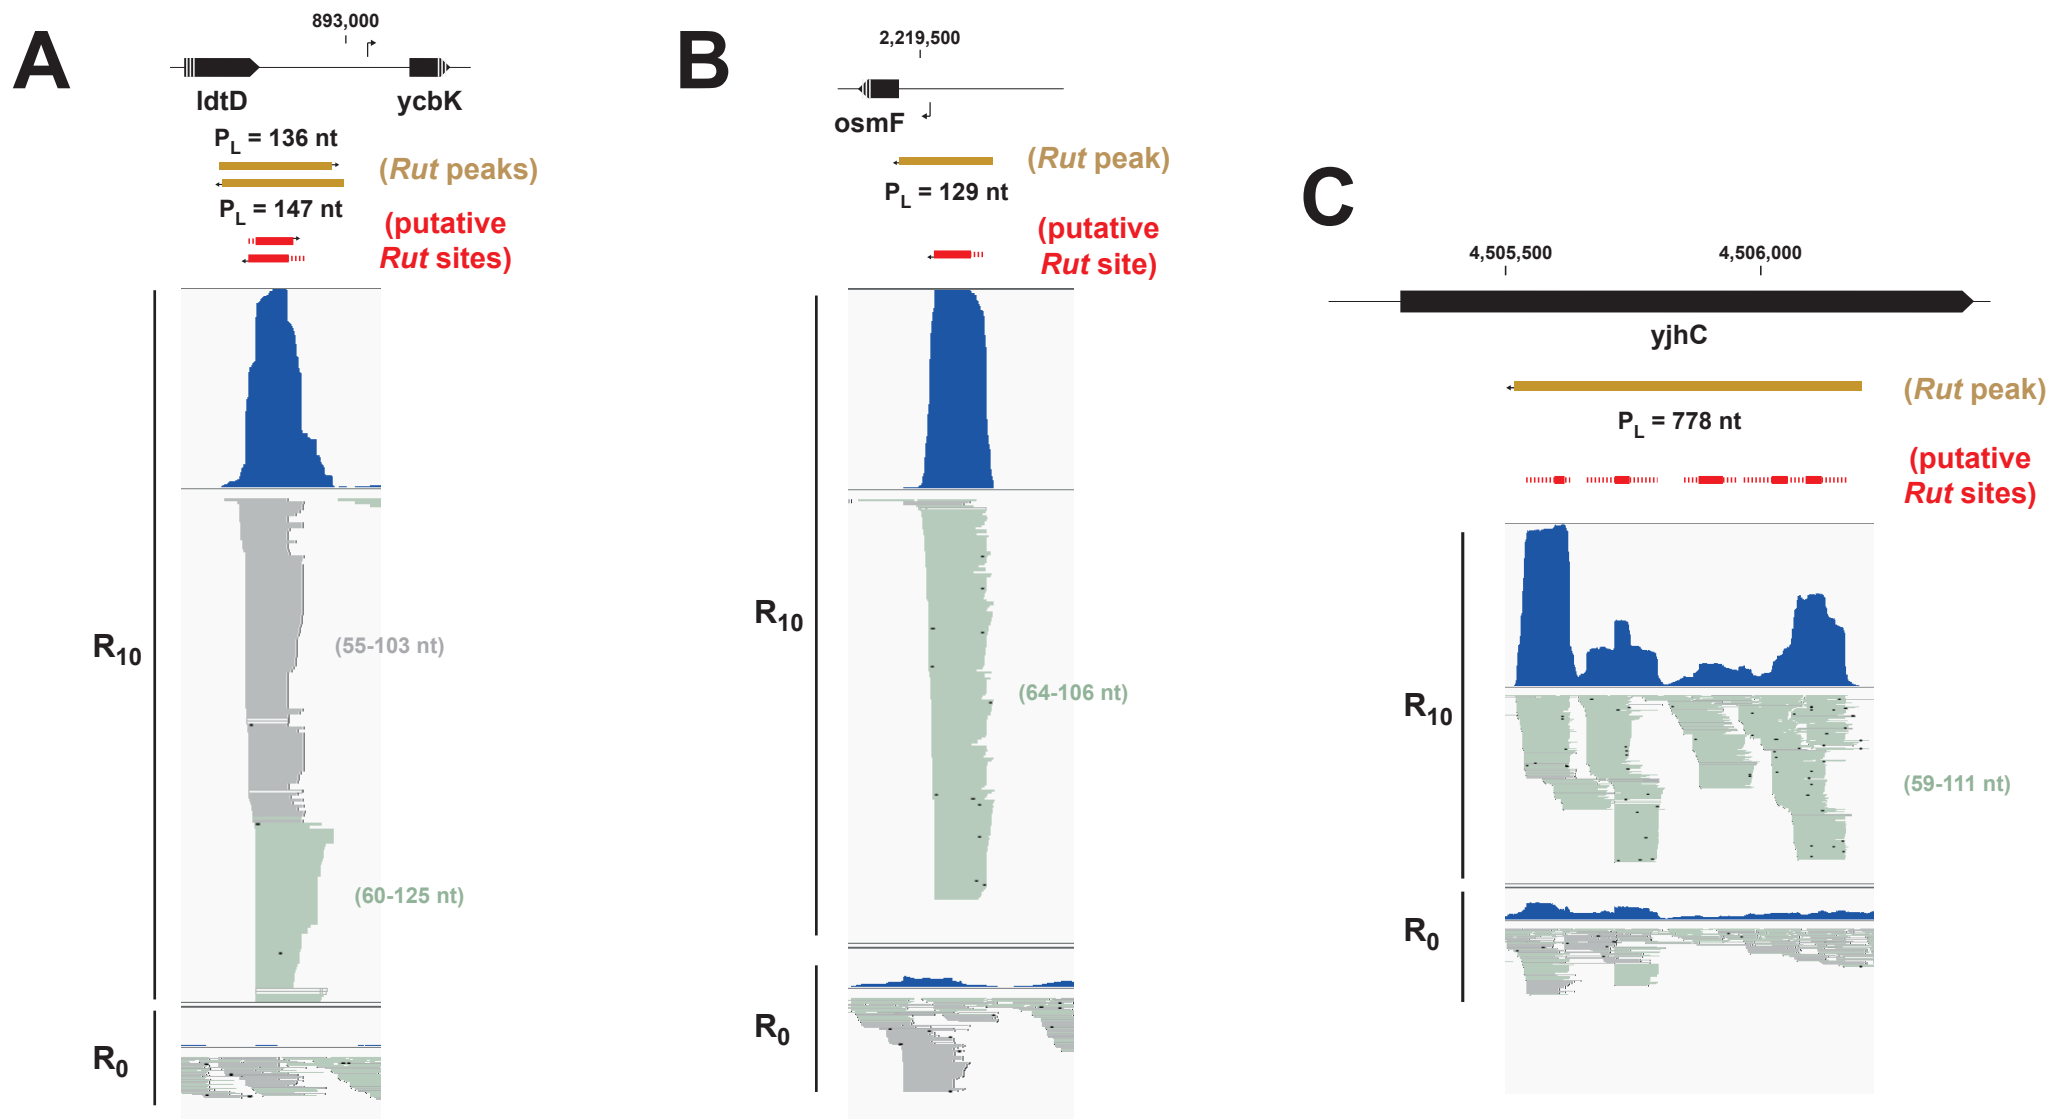 A
893,000
ldtD
ycbK
PL = 136 nt
(Rut peaks)
PL = 147 nt
(putative
Rut sites)
R10
(55-103 nt)
(60-125 nt)
R0
B
2,219,500
osmF
(Rut peak)
PL = 129 nt
(putative
Rut site)
R10
(64-106 nt)
R0
C
4,505,500
4,506,000
yjhC
(Rut peak)
PL = 778 nt
(putative
Rut sites)
R10
(59-111 nt)
R0